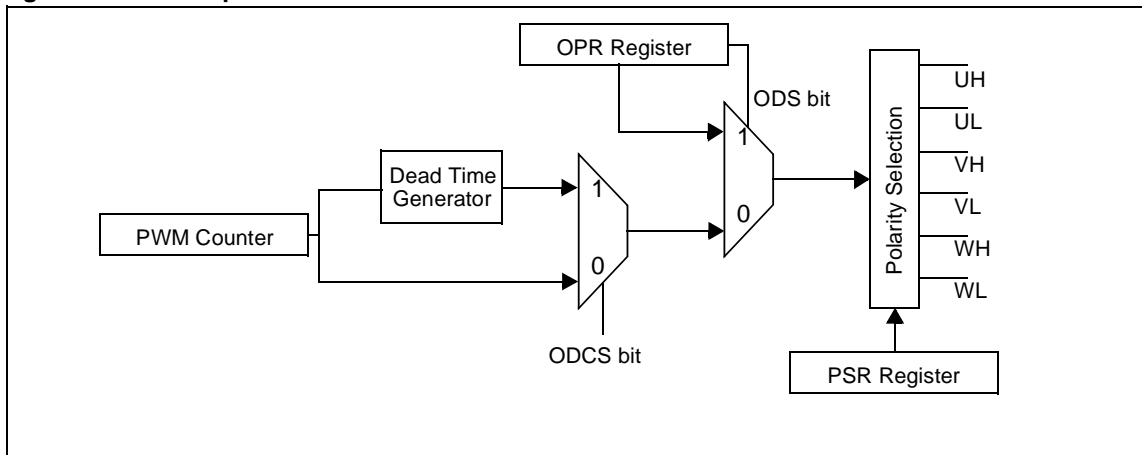 OPR Register
ODS bit
1
0
Dead Time
Generator
1
0
PWM Counter
ODCS bit
Polarity Selection
UH
UL
VH
VL
WH
WL
PSR Register